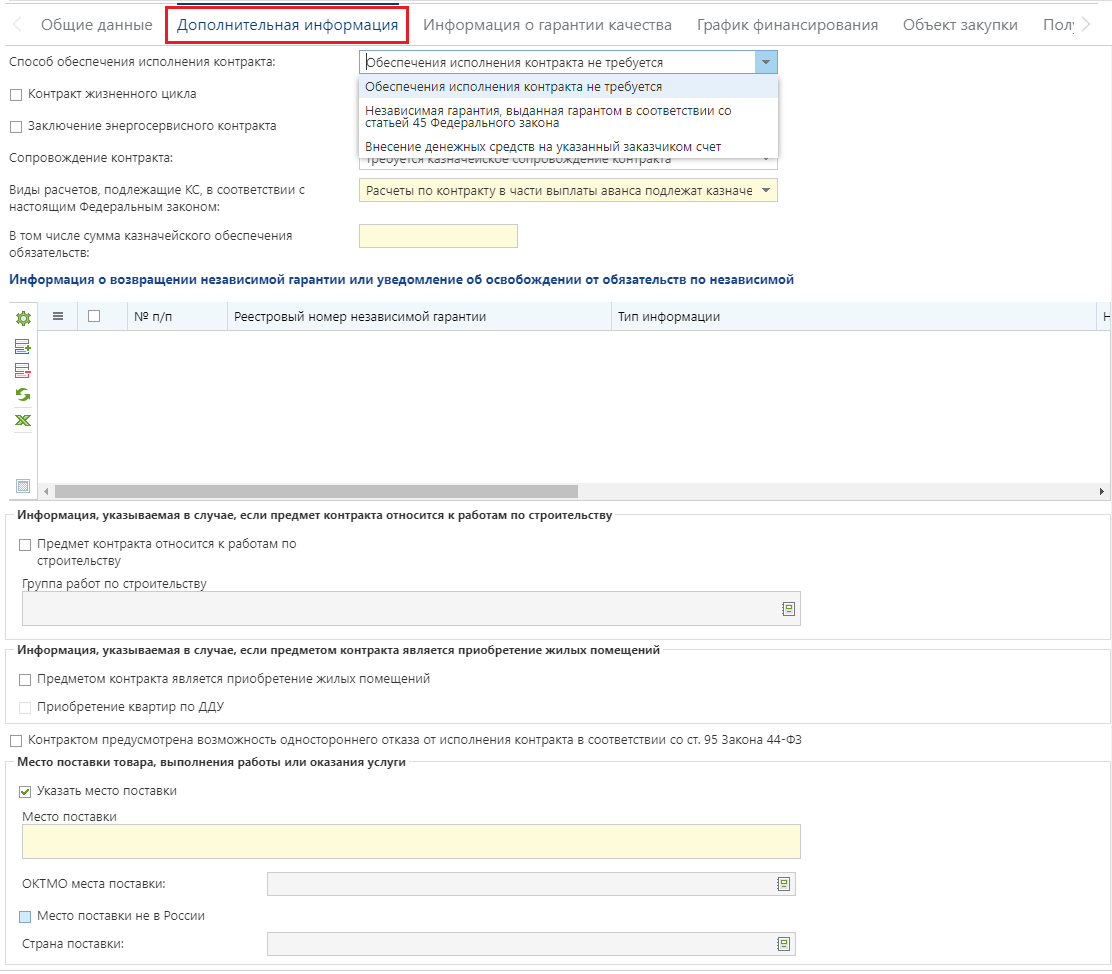 Общие данные Дополнительная информация Информация о гарантии качества График финансирования Объект закупки
Способ обеспечения исполнения контракта: Обеспечения исполнения контракта не требуется
Обеспечения исполнения контракта не требуется
Независимая гарантия, выданная гарантом в соответствии со
статьей 45 Федерального закона
Внесение денежных средств на указанный заказчиком счет
Контракт жизненного цикла
Заключение энергосервисного контракта
Сопровождение контракта: Требуется казначейское сопровождение контракта
Виды расчетов, подлежащие КС, в соответствии с
настоящим Федеральным законом:
Расчеты по контракту в части выплаты аванса подлежат казначе
В том числе сумма казначейского обеспечения
обязательств:
Информация о возвращении независимой гарантии или уведомление об освобождении от обязательств по независимой
№ п/п Реестровый номер независимой гарантии Тип информации Н
Информация, указываемая в случае, если предмет контракта относится к работам по строительству
Предмет контракта относится к работам по
строительству
Группа работ по строительству
Информация, указываемая в случае, если предметом контракта является приобретение жилых помещений
Предметом контракта является приобретение жилых помещений
Приобретение квартир по ДДУ
Контрактом предусмотрена возможность одностороннего отказа от исполнения контракта в соответствии со ст. 95 Закона 44-ФЗ
Место поставки товара, выполнения работы или оказания услуги
Указать место поставки
Место поставки
ОКТМО места поставки:
Место поставки не в России
Страна поставки: